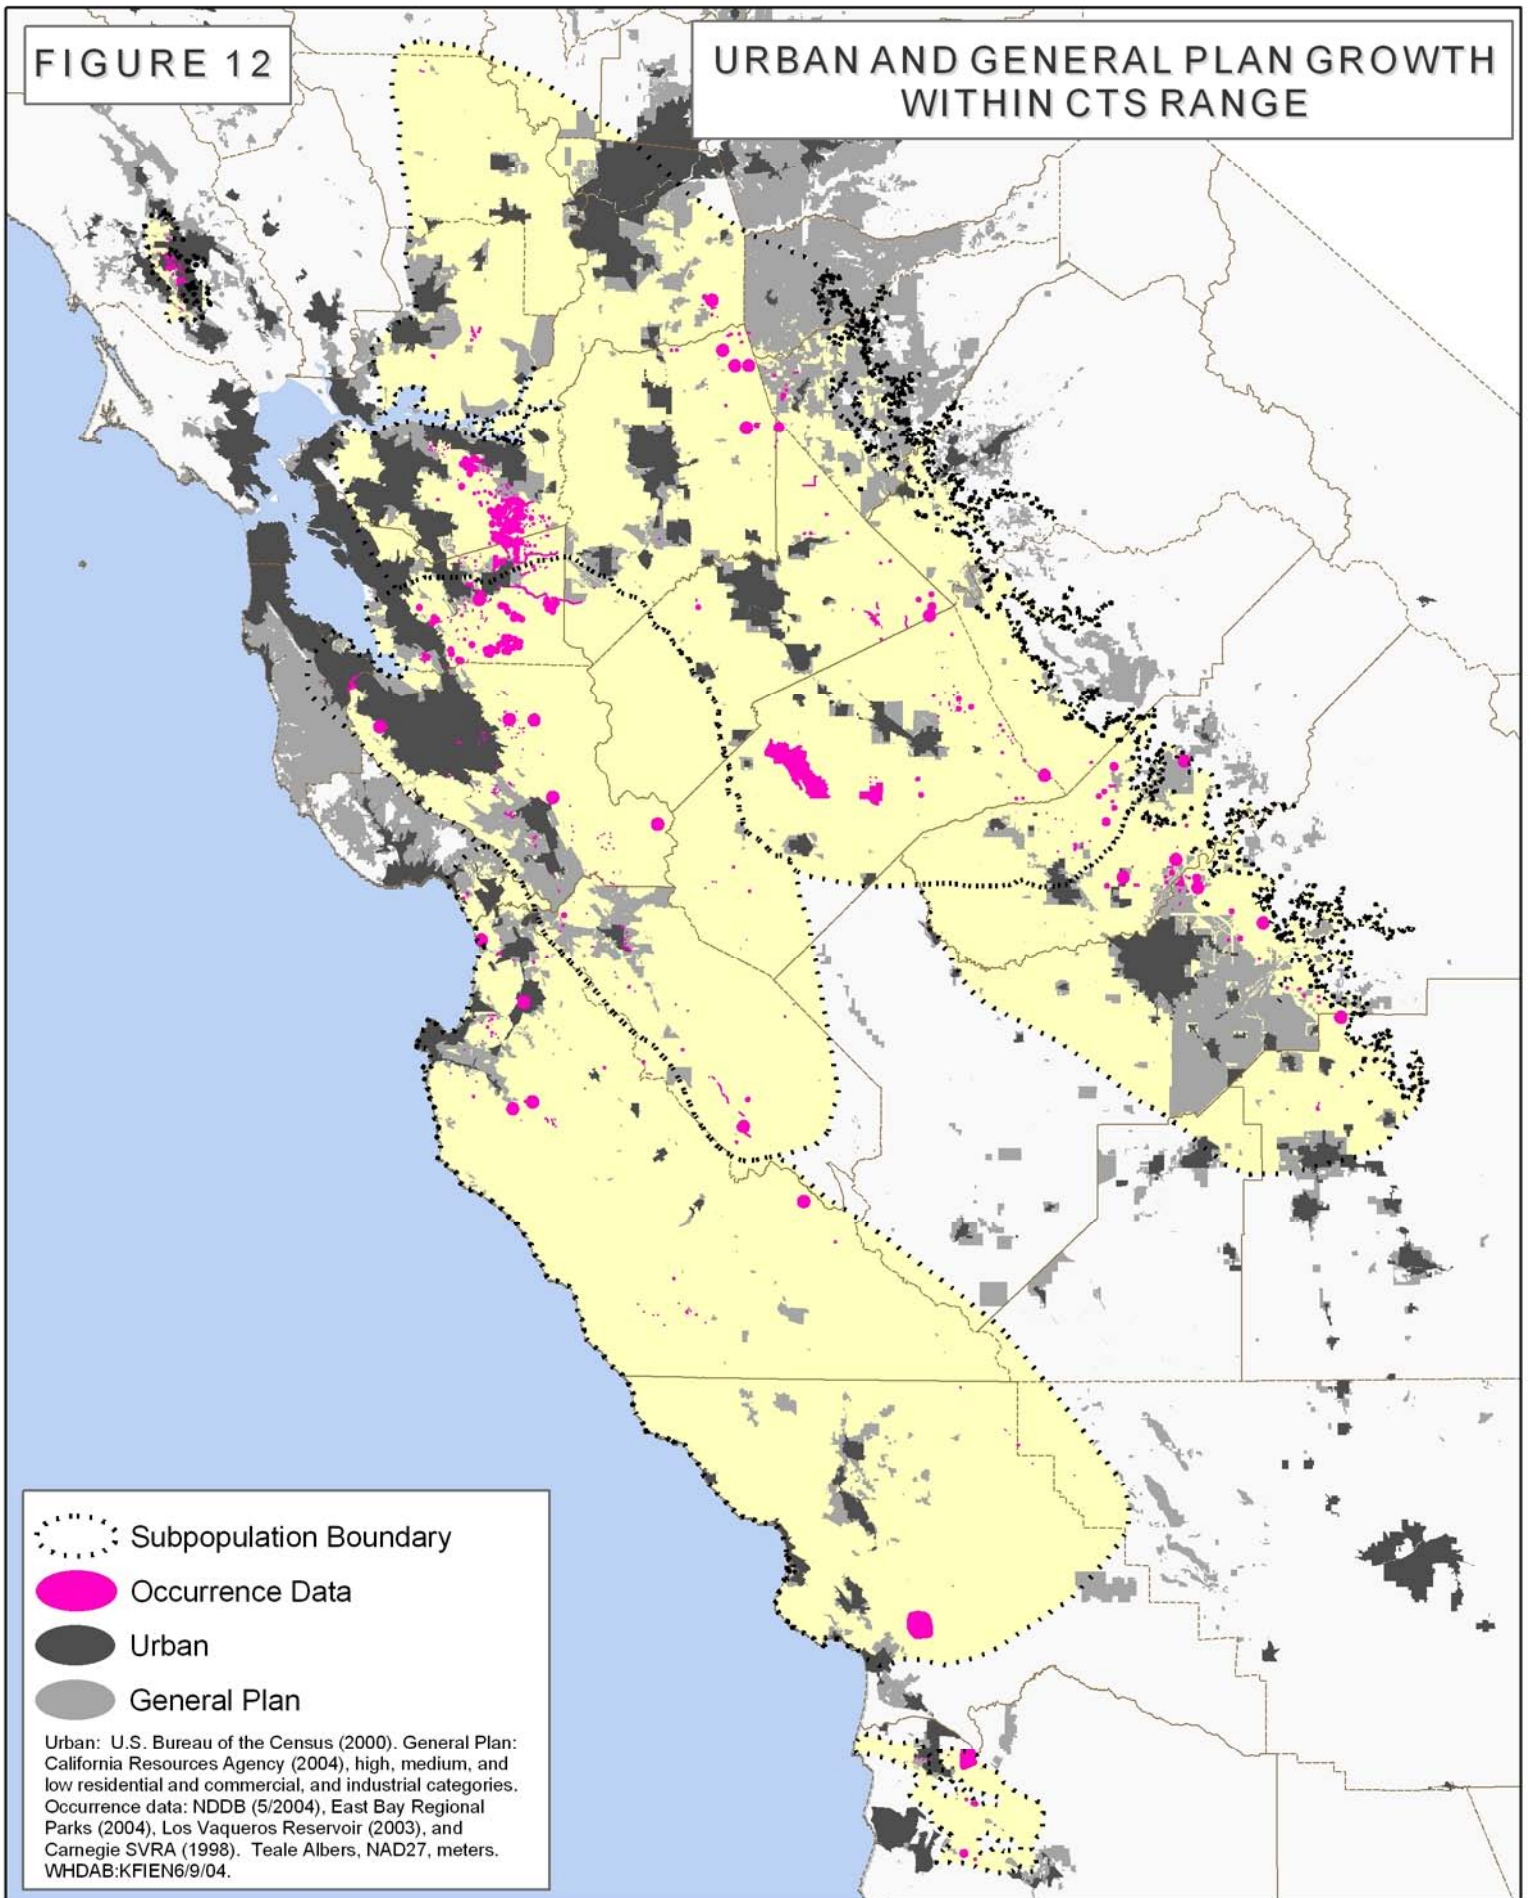 FIGURE 12
URBAN AND GENERAL PLAN GROWTH
WITHIN CTS RANGE
Subpopulation Boundary
Occurrence Data
Urban
General Plan
Urban: U.S. Bureau of the Census (2000). General Plan:
California Resources Agency (2004), high, medium, and
low residential and commercial, and industrial categories.
Occurrence data: NDDB (5/2004), East Bay Regional
Parks (2004), Los Vaqueros Reservoir (2003), and
Carnegie SVRA (1998). Teale Albers, NAD27, meters.
WHDAB:KFIEN6/9/04.